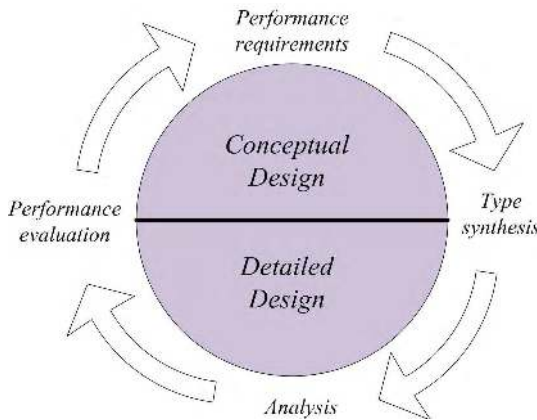 Performance
requirements
Conceptual
Design
Type
synthesis
Performance
evaluation
Detailed
Design
Analysis